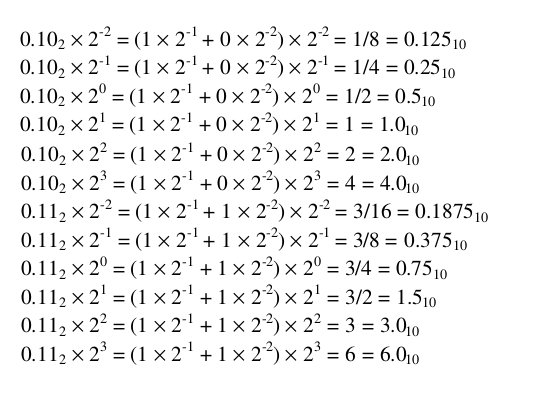 0.10₂ × 2⁻² = (1 × 2⁻¹ + 0 × 2⁻²) × 2⁻² = 1/8 = 0.125₁₀
0.10₂ × 2⁻¹ = (1 × 2⁻¹ + 0 × 2⁻²) × 2⁻¹ = 1/4 = 0.25₁₀
0.10₂ × 2⁰ = (1 × 2⁻¹ + 0 × 2⁻²) × 2⁰ = 1/2 = 0.5₁₀
0.10₂ × 2¹ = (1 × 2⁻¹ + 0 × 2⁻²) × 2¹ = 1 = 1.0₁₀
0.10₂ × 2² = (1 × 2⁻¹ + 0 × 2⁻²) × 2² = 2 = 2.0₁₀
0.10₂ × 2³ = (1 × 2⁻¹ + 0 × 2⁻²) × 2³ = 4 = 4.0₁₀
0.11₂ × 2⁻² = (1 × 2⁻¹ + 1 × 2⁻²) × 2⁻² = 3/16 = 0.1875₁₀
0.11₂ × 2⁻¹ = (1 × 2⁻¹ + 1 × 2⁻²) × 2⁻¹ = 3/8 = 0.375₁₀
0.11₂ × 2⁰ = (1 × 2⁻¹ + 1 × 2⁻²) × 2⁰ = 3/4 = 0.75₁₀
0.11₂ × 2¹ = (1 × 2⁻¹ + 1 × 2⁻²) × 2¹ = 3/2 = 1.5₁₀
0.11₂ × 2² = (1 × 2⁻¹ + 1 × 2⁻²) × 2² = 3 = 3.0₁₀
0.11₂ × 2³ = (1 × 2⁻¹ + 1 × 2⁻²) × 2³ = 6 = 6.0₁₀